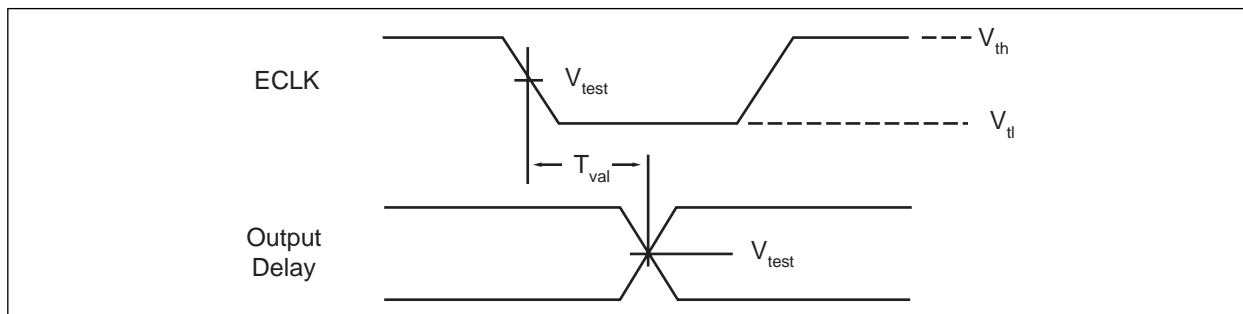 V_th
ECLK
V_test
V_tl
T_val
Output
Delay
V_test